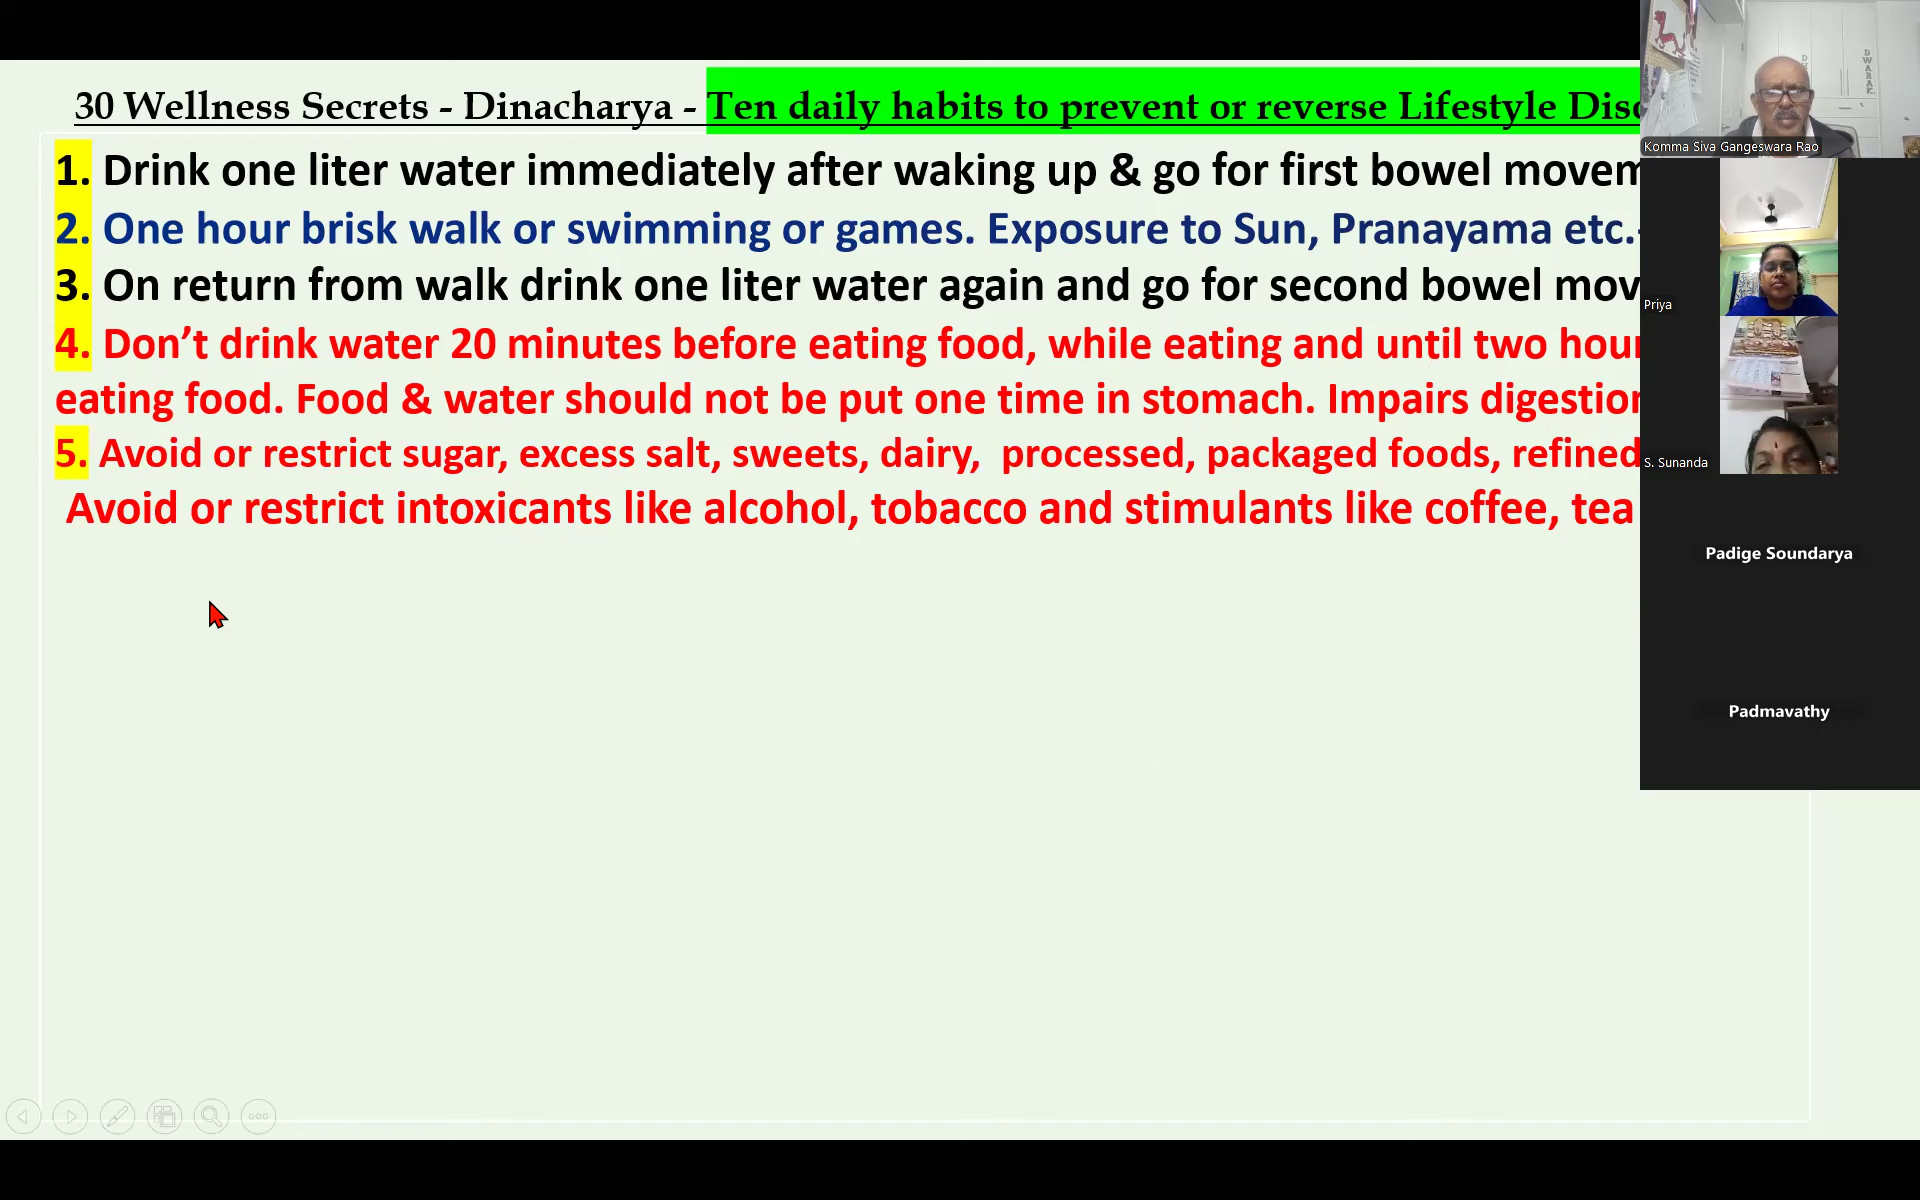 30 Wellness Secrets - Dinacharya - Ten daily habits to prevent or reverse Lifestyle
1. Drink one liter water immediately after waking up & go for first bowel
2. One hour brisk walk or swimming or games. Exposure to Sun, Pranayama etc.
3. On return from walk drink one liter water again and go for second bowel
4. Don’t drink water 20 minutes before eating food, while eating and until two
eating food. Food & water should not be put one time in stomach. Impairs
5. Avoid or restrict sugar, excess salt, sweets, dairy, processed, packaged foods, refined
Avoid or restrict intoxicants like alcohol, tobacco and stimulants like coffee, tea
DWARAK
Komma Siva Gangeswara Rao
Priya
S. Sunanda
Padige Soundarya
Padmavathy